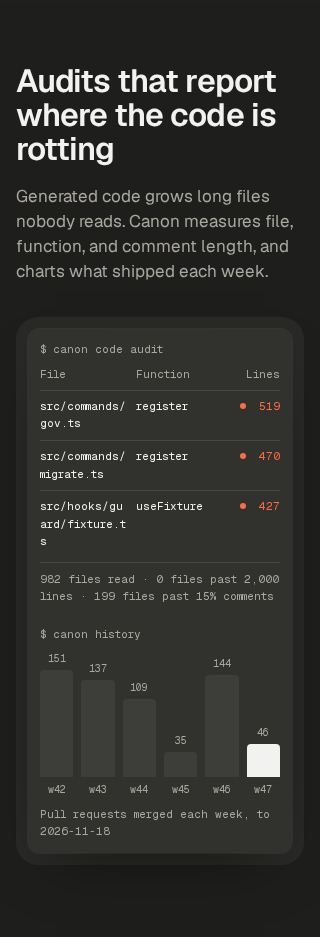 Audits that report
where the code is
rotting
Generated code grows long files
nobody reads. Canon measures file,
function, and comment length, and
charts what shipped each week.
$ canon code audit
File Function Lines
src/commands/ register 519
gov.ts
src/commands/ register 470
migrate.ts
src/hooks/gu useFixture 427
ard/fixture.t
s
982 files read · 0 files past 2,000
lines · 199 files past 15% comments
$ canon history
151 137 109 35 144 46
w42 w43 w44 w45 w46 w47
Pull requests merged each week, to
2026-11-18